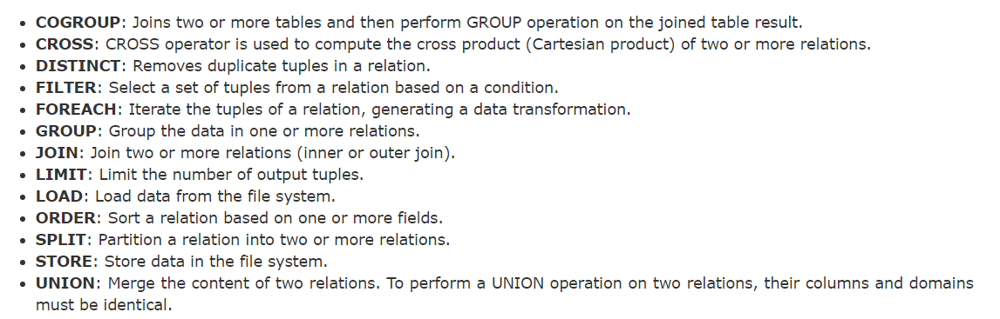 COGROUP: Joins two or more tables and then perform GROUP operation on the joined table result.
CROSS: CROSS operator is used to compute the cross product (Cartesian product) of two or more relations.
DISTINCT: Removes duplicate tuples in a relation.
FILTER: Select a set of tuples from a relation based on a condition.
FOREACH: Iterate the tuples of a relation, generating a data transformation.
GROUP: Group the data in one or more relations.
JOIN: Join two or more relations (inner or outer join).
LIMIT: Limit the number of output tuples.
LOAD: Load data from the file system.
ORDER: Sort a relation based on one or more fields.
SPLIT: Partition a relation into two or more relations.
STORE: Store data in the file system.
UNION: Merge the content of two relations. To perform a UNION operation on two relations, their columns and domains
must be identical.